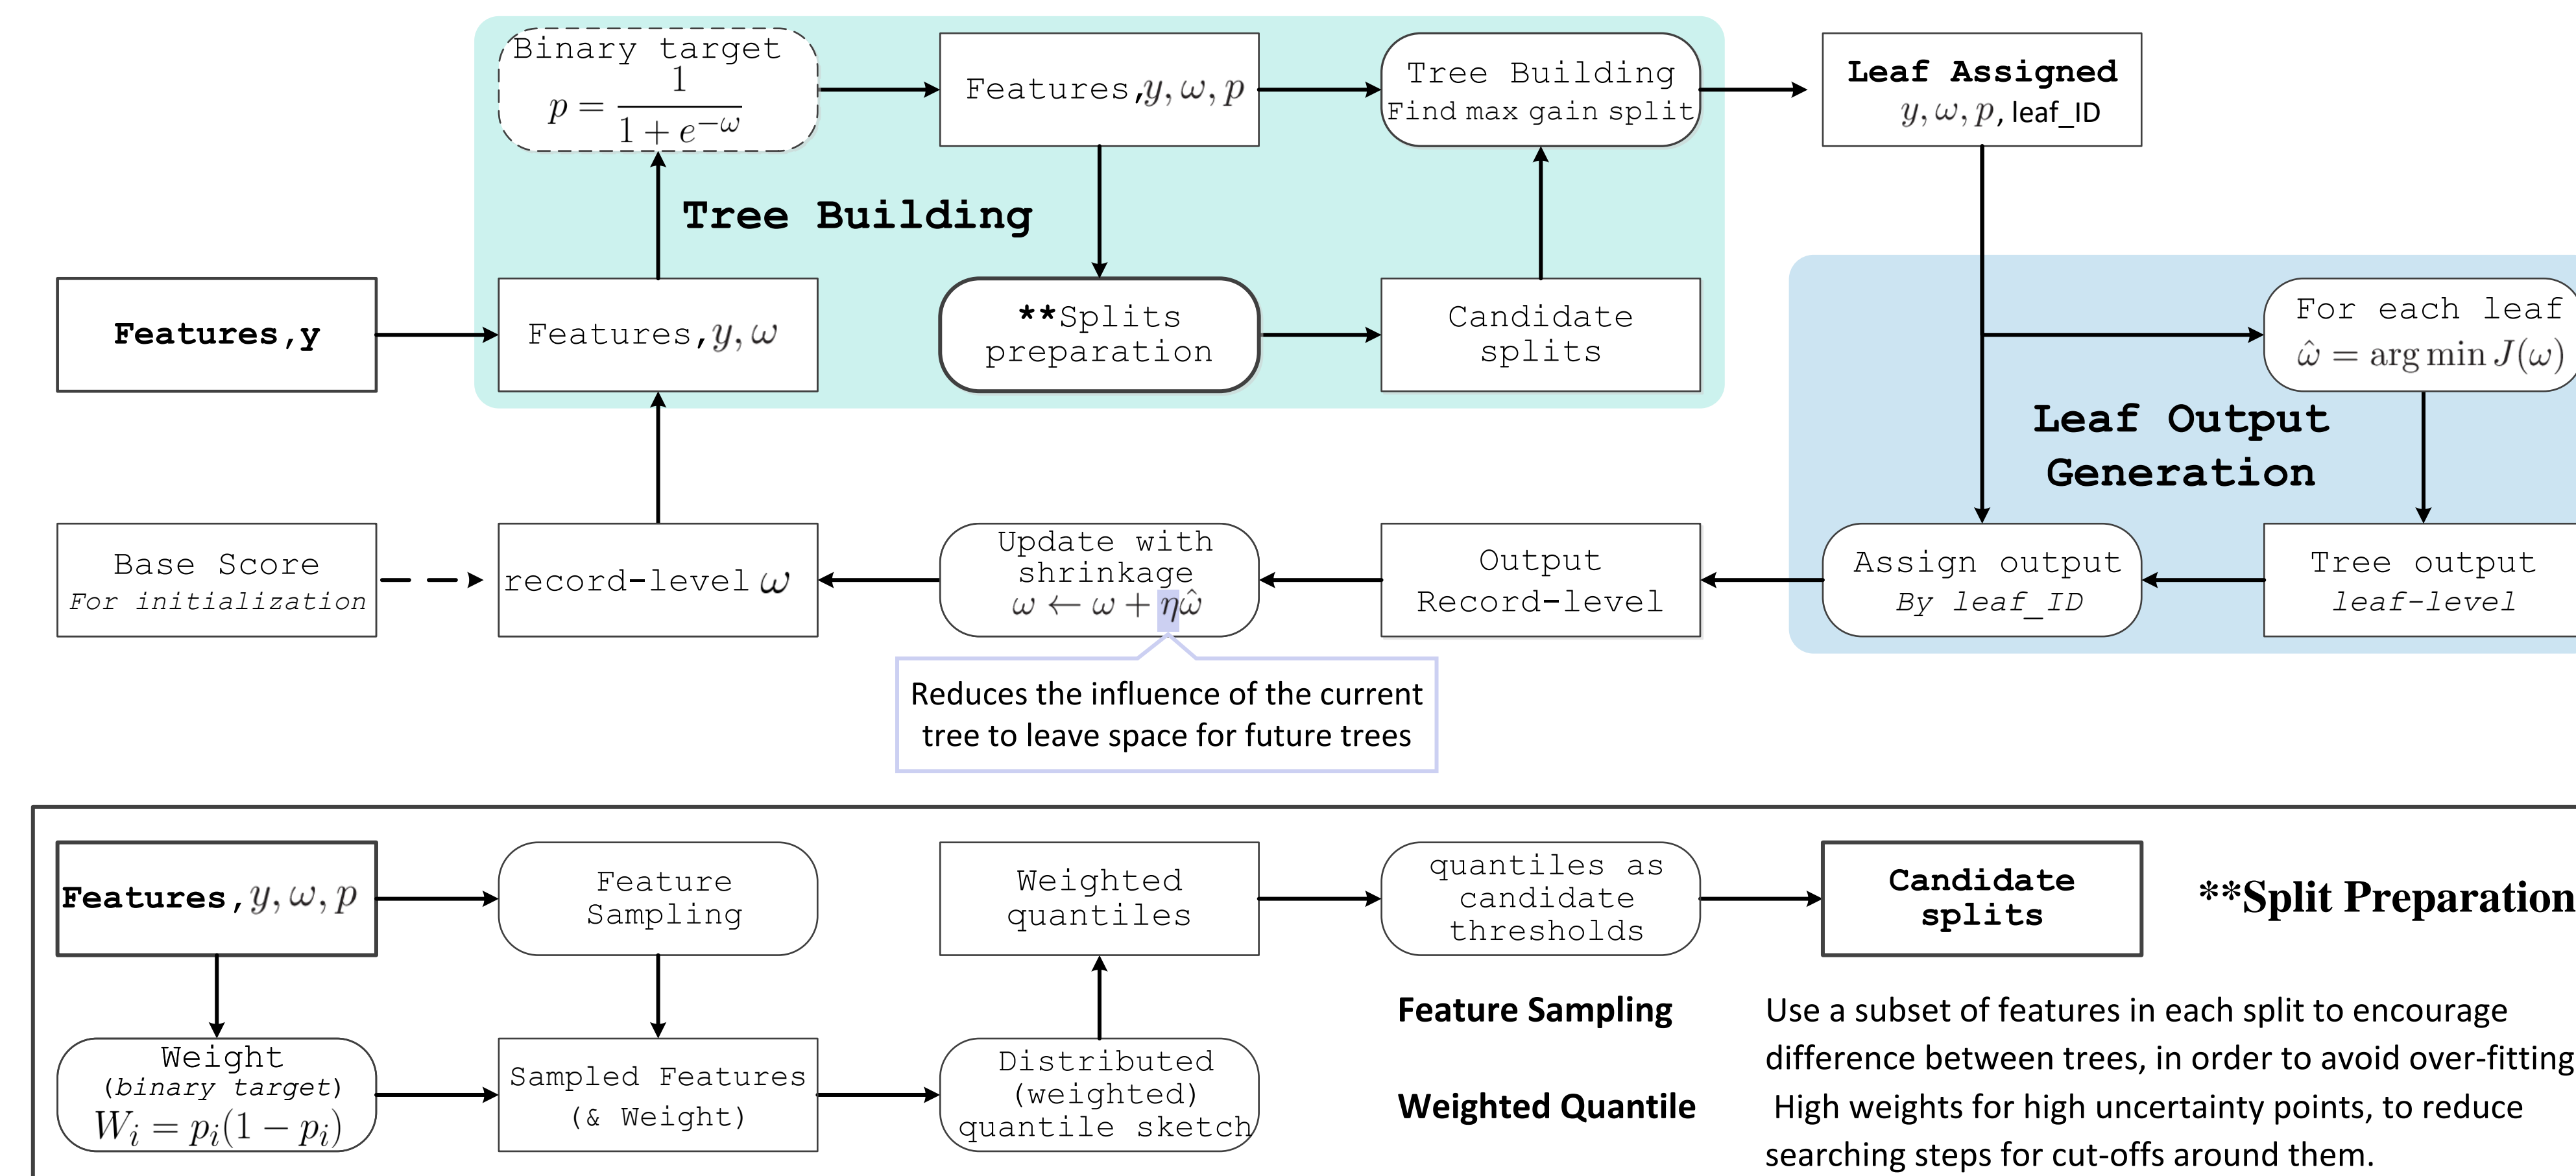 Binary target
p = 1 / (1 + e^{-ω})
Features, y, ω, p
Tree Building
Find max gain split
Leaf Assigned
y, ω, p, leaf_ID
Tree Building
Features,y
Features, y, ω
**Splits
preparation
Candidate
splits
For each leaf
ω̂ = arg min J(ω)
Leaf Output
Generation
Base Score
For initialization
record-level ω
Update with
shrinkage
ω ← ω + ηω̂
Output
Record-level
Assign output
By leaf_ID
Tree output
leaf-level
Reduces the influence of the current
tree to leave space for future trees
Features, y, ω, p
Feature
Sampling
Weighted
quantiles
quantiles as
candidate
thresholds
Candidate
splits
**Split Preparation
Weight
(binary target)
W_i = p_i(1 − p_i)
Sampled Features
(& Weight)
Distributed
(weighted)
quantile sketch
Feature Sampling
Use a subset of features in each split to encourage
difference between trees, in order to avoid over-fitting
Weighted Quantile
High weights for high uncertainty points, to reduce
searching steps for cut-offs around them.